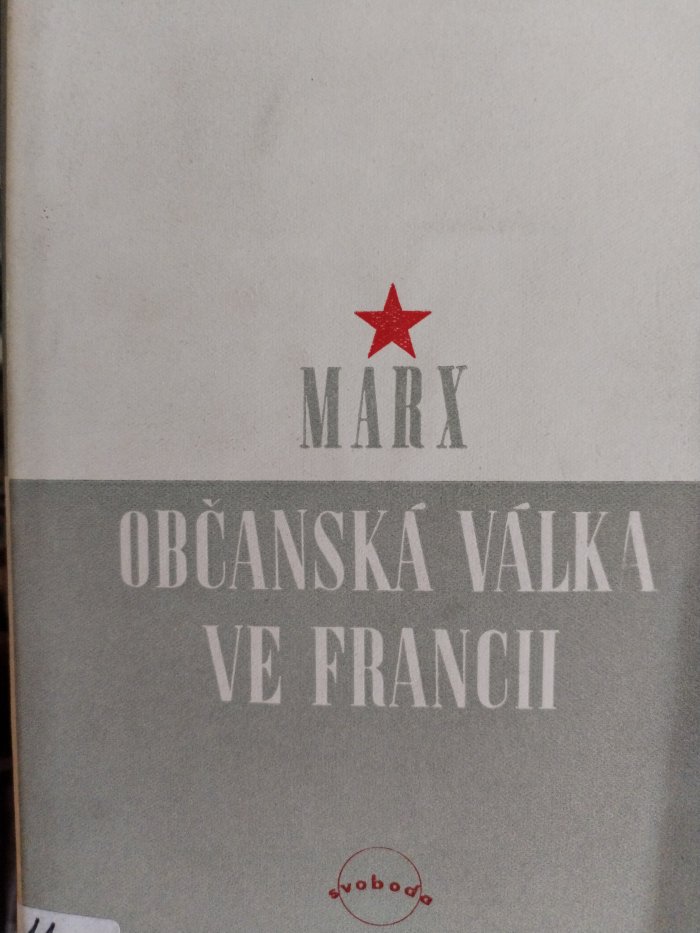 MARX
OBČANSKÁ VÁLKA
VE FRANCII
svoboda